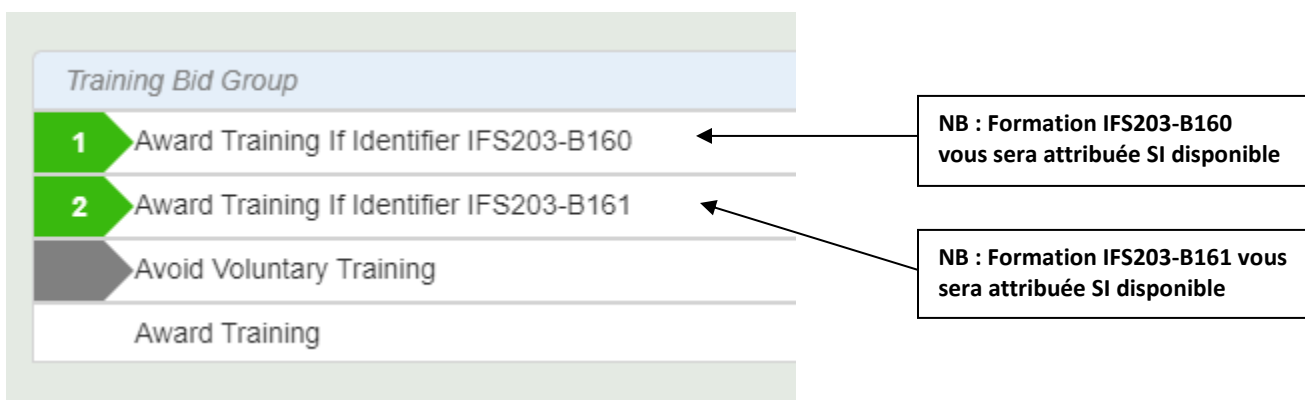 Training Bid Group
1 Award Training If Identifier IFS203-B160
NB : Formation IFS203-B160
vous sera attribuée SI disponible
2 Award Training If Identifier IFS203-B161
Avoid Voluntary Training
NB : Formation IFS203-B161 vous
sera attribuée SI disponible
Award Training